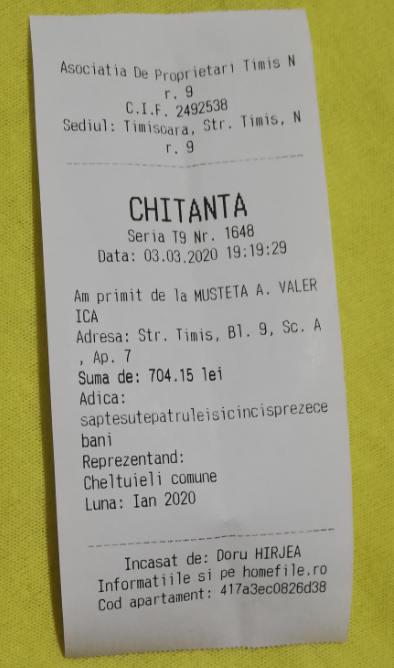 Asociatia De Proprietari Timis N
r. 9
C.I.F. 2492538
Sediul: Timisoara, Str. Timis, N
r. 9
CHITANTA
Seria T9 Nr. 1648
Data: 03.03.2020 19:19:29
Am primit de la MUSTETA A. VALER
ICA
Adresa: Str. Timis, Bl. 9, Sc. A
, Ap. 7
Suma de: 704.15 lei
Adica:
saptesutepatruleisicincisprezece
bani
Reprezentand:
Cheltuieli comune
Luna: Ian 2020
Incasat de: Doru HIRJEA
Informatiile si pe homefile.ro
Cod apartament: 417a3ec0826d38